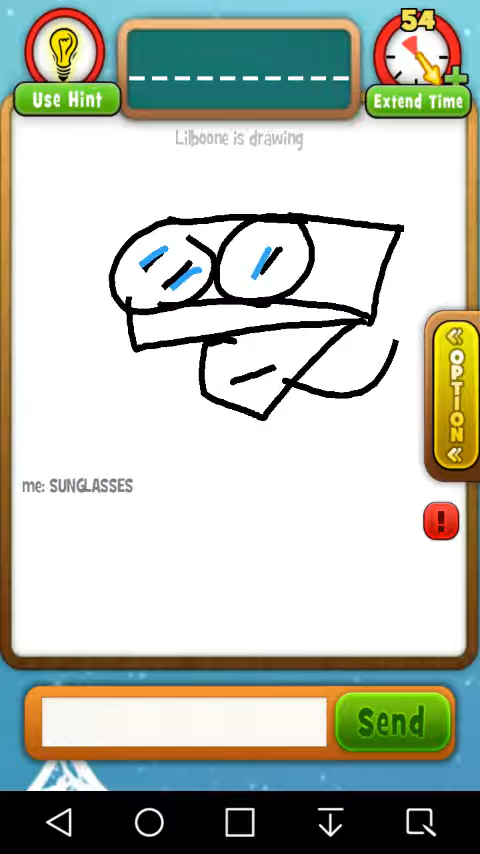 54
Use Hint
Extend Time
Lilboone is drawing
« OPTION «
me: SUNGLASSES
!
Send